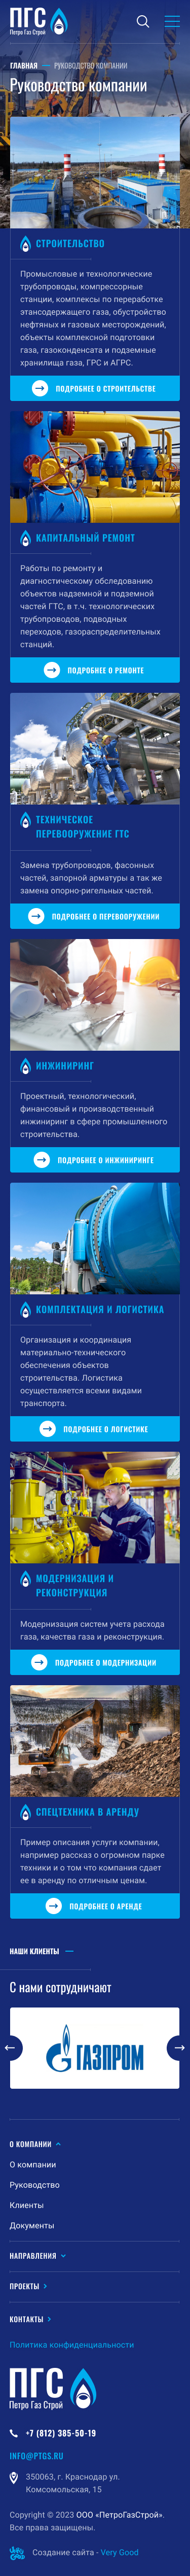 ПГС
Петро Газ Строй
ГЛАВНАЯ — РУКОВОДСТВО КОМПАНИИ
Руководство компании
СТРОИТЕЛЬСТВО
Промысловые и технологические
трубопроводы, компрессорные
станции, комплексы по переработке
этансодержащего газа, обустройство
нефтяных и газовых месторождений,
объекты комплексной подготовки
газа, газоконденсата и подземные
хранилища газа, ГРС и АГРС.
ПОДРОБНЕЕ О СТРОИТЕЛЬСТВЕ
КАПИТАЛЬНЫЙ РЕМОНТ
Работы по ремонту и
диагностическому обследованию
объектов надземной и подземной
частей ГТС, в т.ч. технологических
трубопроводов, подводных
переходов, газораспределительных
станций.
ПОДРОБНЕЕ О РЕМОНТЕ
ТЕХНИЧЕСКОЕ
ПЕРЕВООРУЖЕНИЕ ГТС
Замена трубопроводов, фасонных
частей, запорной арматуры а так же
замена опорно-ригельных частей.
ПОДРОБНЕЕ О ПЕРЕВООРУЖЕНИИ
ИНЖИНИРИНГ
Проектный, технологический,
финансовый и производственный
инжиниринг в сфере промышленного
строительства.
ПОДРОБНЕЕ О ИНЖИНИРИНГЕ
КОМПЛЕКТАЦИЯ И ЛОГИСТИКА
Организация и координация
материально-технического
обеспечения объектов
строительства. Логистика
осуществляется всеми видами
транспорта.
ПОДРОБНЕЕ О ЛОГИСТИКЕ
МОДЕРНИЗАЦИЯ И
РЕКОНСТРУКЦИЯ
Модернизация систем учета расхода
газа, качества газа и реконструкция.
ПОДРОБНЕЕ О МОДЕРНИЗАЦИИ
СПЕЦТЕХНИКА В АРЕНДУ
Пример описания услуги компании,
например рассказ о огромном парке
техники и о том что компания сдает
ее в аренду по отличным ценам.
ПОДРОБНЕЕ О АРЕНДЕ
НАШИ КЛИЕНТЫ
С нами сотрудничают
ГАЗПРОМ
О КОМПАНИИ
О компании
Руководство
Клиенты
Документы
НАПРАВЛЕНИЯ
ПРОЕКТЫ
КОНТАКТЫ
Политика конфиденциальности
ПГС
Петро Газ Строй
+7 (812) 385-50-19
INFO@PTGS.RU
350063, г. Краснодар ул.
Комсомольская, 15
Copyright © 2023 ООО «ПетроГазСтрой».
Все права защищены.
Создание сайта - Very Good